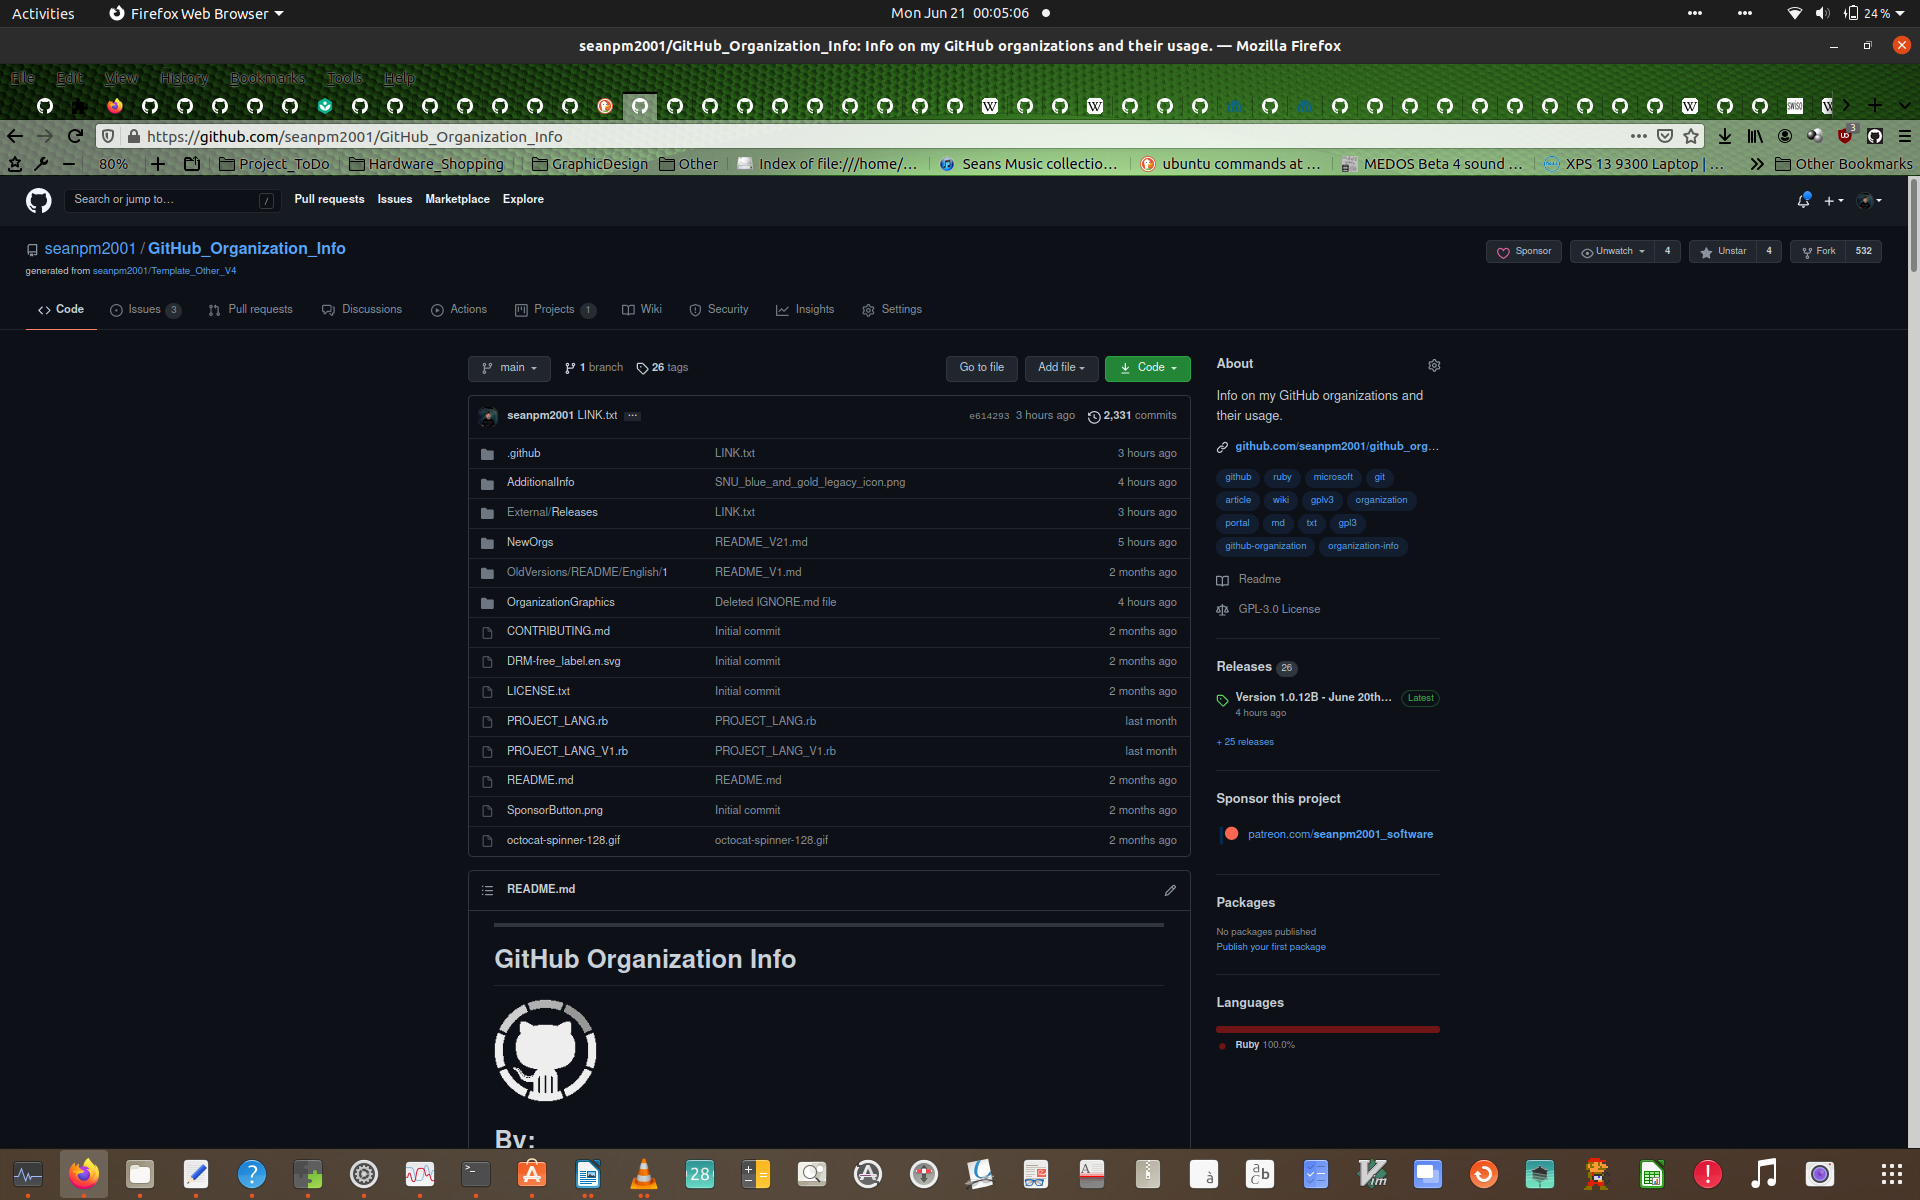 Activities Firefox Web Browser Mon Jun 21 00:05:06 24 %
seanpm2001/GitHub_Organization_Info: Info on my GitHub organizations and their usage. — Mozilla Firefox
File Edit View History Bookmarks Tools Help
https://github.com/seanpm2001/GitHub_Organization_Info 3
80% Project_ToDo Hardware_Shopping GraphicDesign Other Index of file:///home/… Seans Music collectio… ubuntu commands at … MEDOS Beta 4 sound … XPS 13 9300 Laptop | … Other Bookmarks
Search or jump to… / Pull requests Issues Marketplace Explore
seanpm2001 / GitHub_Organization_Info Sponsor Unwatch 4 Unstar 4 Fork 532
generated from seanpm2001/Template_Other_V4
Code Issues 3 Pull requests Discussions Actions Projects 1 Wiki Security Insights Settings
main 1 branch 26 tags Go to file Add file Code
seanpm2001 LINK.txt … e614293 3 hours ago 2,331 commits
.github LINK.txt 3 hours ago
AdditionalInfo SNU_blue_and_gold_legacy_icon.png 4 hours ago
External/Releases LINK.txt 3 hours ago
NewOrgs README_V21.md 5 hours ago
OldVersions/README/English/1 README_V1.md 2 months ago
OrganizationGraphics Deleted IGNORE.md file 4 hours ago
CONTRIBUTING.md Initial commit 2 months ago
DRM-free_label.en.svg Initial commit 2 months ago
LICENSE.txt Initial commit 2 months ago
PROJECT_LANG.rb PROJECT_LANG.rb last month
PROJECT_LANG_V1.rb PROJECT_LANG_V1.rb last month
README.md README.md 2 months ago
SponsorButton.png Initial commit 2 months ago
octocat-spinner-128.gif octocat-spinner-128.gif 2 months ago
README.md
GitHub Organization Info
By:
About
Info on my GitHub organizations and
their usage.
github.com/seanpm2001/github_org…
github ruby microsoft git
article wiki gplv3 organization
portal md txt gpl3
github-organization organization-info
Readme
GPL-3.0 License
Releases 26
Version 1.0.12B - June 20th… Latest
4 hours ago
+ 25 releases
Sponsor this project
patreon.com/seanpm2001_software
Packages
No packages published
Publish your first package
Languages
Ruby 100.0%
28